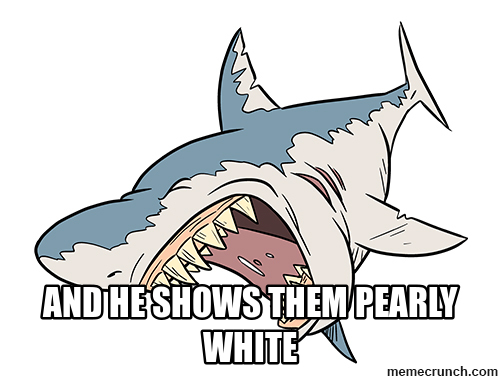 AND HE SHOWS THEM PEARLY
WHITE
memecrunch.com